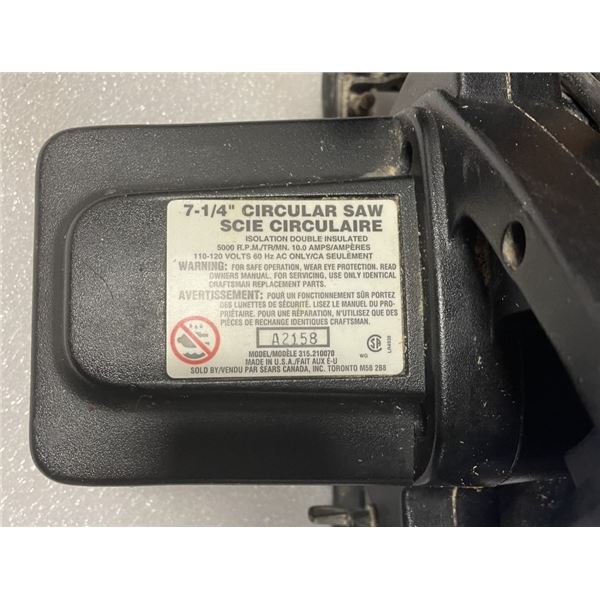 7-1/4" CIRCULAR SAW
SCIE CIRCULAIRE
ISOLATION DOUBLE INSULATED
5000 R.P.M./TR/MN. 10.0 AMPS/AMPÈRES
110-120 VOLTS 60 Hz AC ONLY/CA SEULEMENT
WARNING: FOR SAFE OPERATION, WEAR EYE PROTECTION. READ
OWNERS MANUAL. FOR SERVICING, USE ONLY IDENTICAL
CRAFTSMAN REPLACEMENT PARTS.
AVERTISSEMENT: POUR UN FONCTIONNEMENT SÛR PORTEZ
DES LUNETTES DE SÉCURITÉ. LISEZ LE MANUEL DU PRO-
PRIÉTAIRE. POUR UNE RÉPARATION, N'UTILISEZ QUE DES
PIÈCES DE RECHANGE IDENTIQUES CRAFTSMAN.
A2158
MODEL/MODÈLE 315.210070
MADE IN U.S.A./FAIT AUX É-U
SOLD BY/VENDU PAR SEARS CANADA, INC. TORONTO M5B 2B8
WG